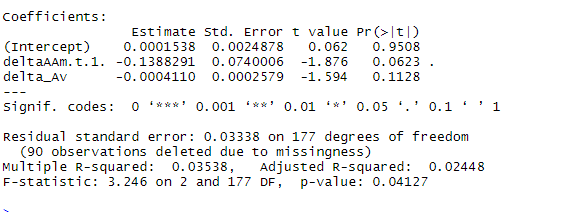 Coefficients:
Estimate Std. Error t value Pr(>|t|)
(Intercept) 0.0001538 0.0024878 0.062 0.9508
deltaAAm.t.1. -0.1388291 0.0740006 -1.876 0.0623 .
delta_Av -0.0004110 0.0002579 -1.594 0.1128
---
Signif. codes: 0 ‘***’ 0.001 ‘**’ 0.01 ‘*’ 0.05 ‘.’ 0.1 ‘ ’ 1
Residual standard error: 0.03338 on 177 degrees of freedom
(90 observations deleted due to missingness)
Multiple R-squared: 0.03538, Adjusted R-squared: 0.02448
F-statistic: 3.246 on 2 and 177 DF, p-value: 0.04127
>